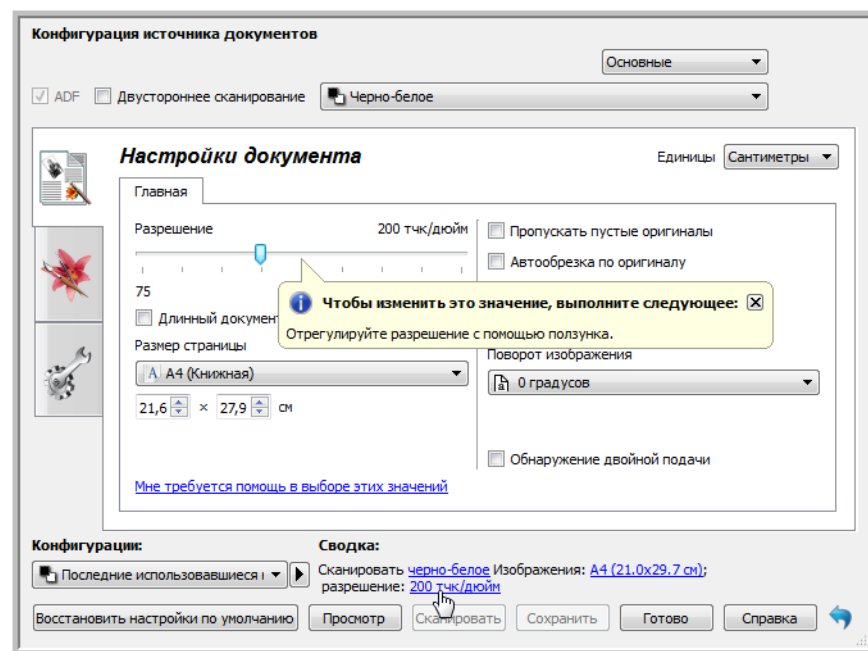 Конфигурация источника документов
Основные
ADF Двустороннее сканирование Черно-белое
Настройки документа
Единицы Сантиметры
Главная
Разрешение 200 тчк/дюйм
Пропускать пустые оригиналы
Автообрезка по оригиналу
75
Чтобы изменить это значение, выполните следующее:
Отрегулируйте разрешение с помощью ползунка.
Длинный документ
Размер страницы
A4 (Книжная)
21,6 × 27,9 см
Поворот изображения
0 градусов
Обнаружение двойной подачи
Мне требуется помощь в выборе этих значений
Конфигурации:
Последние использовавшиеся
Сводка:
Сканировать черно-белое Изображения: A4 (21.0x29.7 см);
разрешение: 200 тчк/дюйм
Восстановить настройки по умолчанию Просмотр Сканировать Сохранить Готово Справка